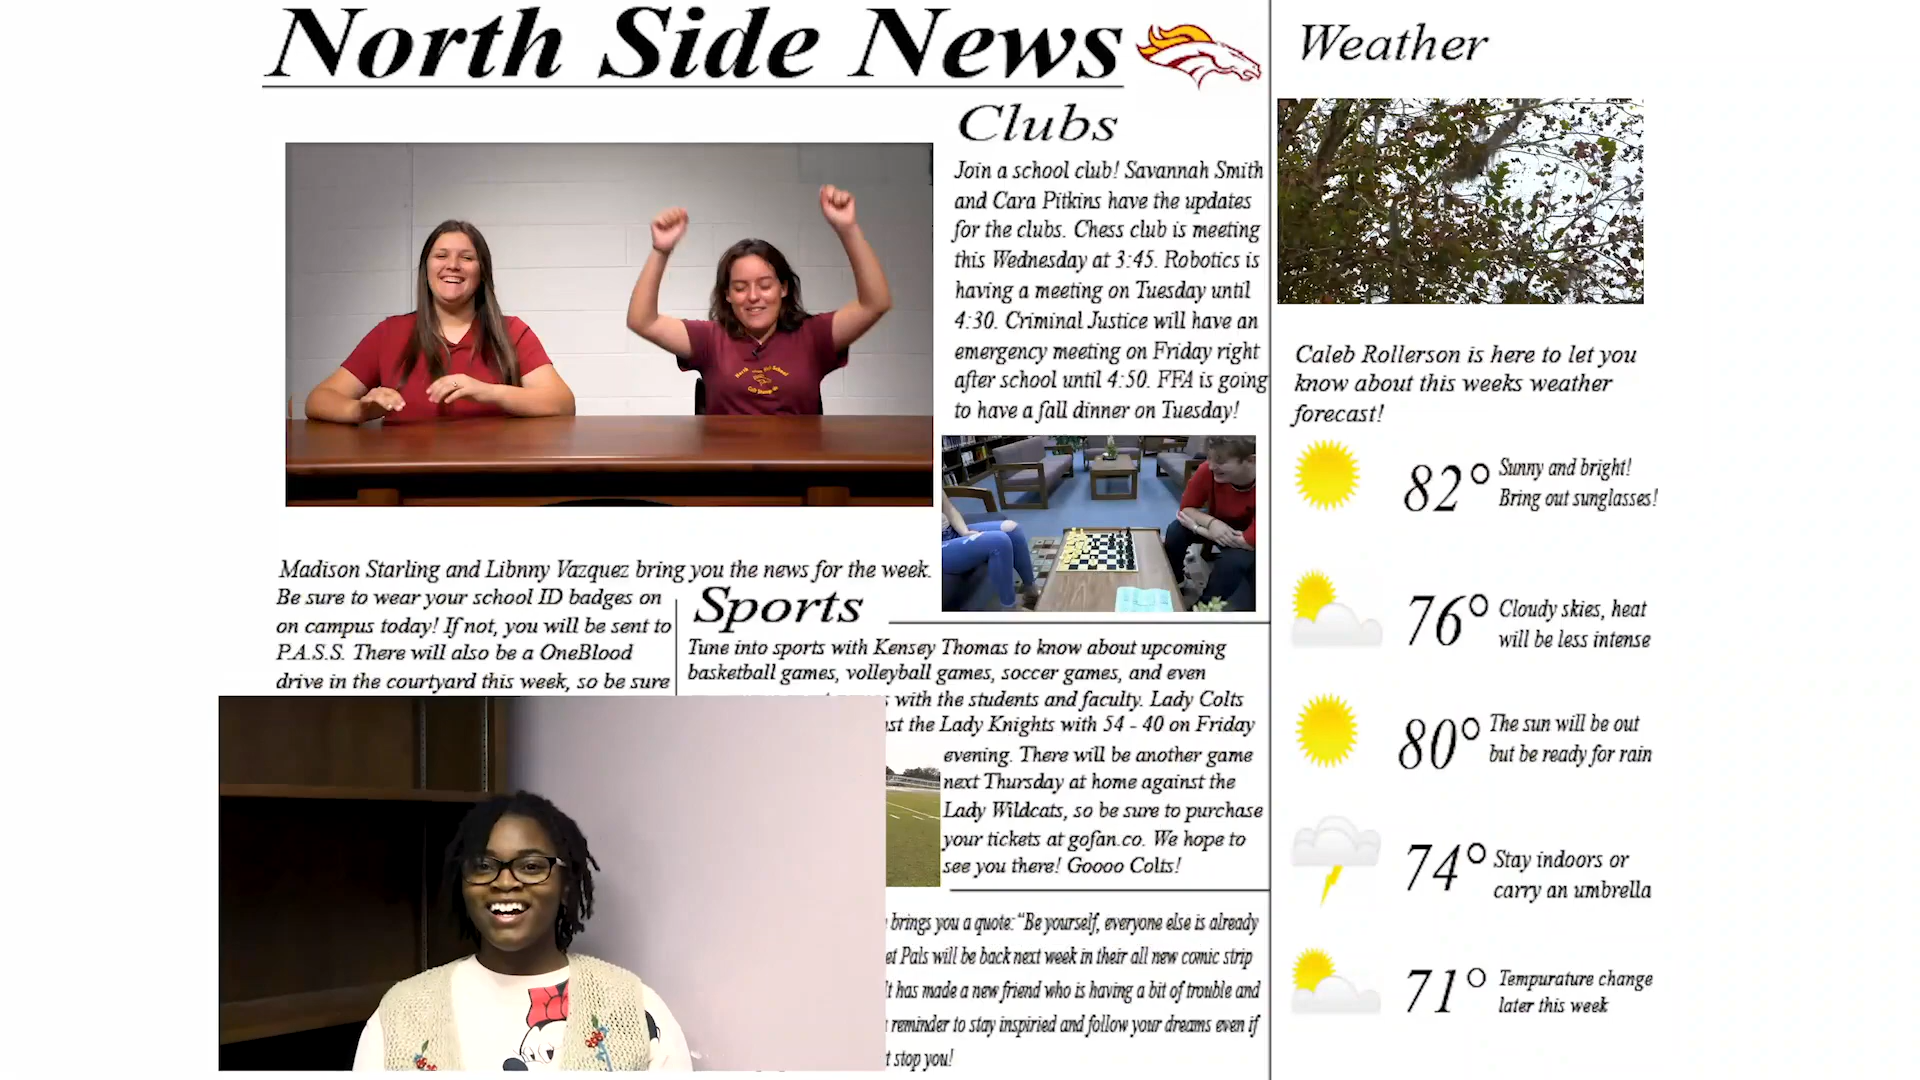 North Side News
Clubs
Join a school club! Savannah Smith
and Cara Pitkins have the updates
for the clubs. Chess club is meeting
this Wednesday at 3:45. Robotics is
having a meeting on Tuesday until
4:30. Criminal Justice will have an
emergency meeting on Friday right
after school until 4:50. FFA is going
to have a fall dinner on Tuesday!
Madison Starling and Libnny Vazquez bring you the news for the week.
Be sure to wear your school ID badges on
on campus today! If not, you will be sent to
P.A.S.S. There will also be a OneBlood
drive in the courtyard this week, so be sure
Sports
Tune into sports with Kensey Thomas to know about upcoming
basketball games, volleyball games, soccer games, and even
with the students and faculty. Lady Colts
the Lady Knights with 54 - 40 on Friday
evening. There will be another game
next Thursday at home against the
Lady Wildcats, so be sure to purchase
your tickets at gofan.co. We hope to
see you there! Goooo Colts!
brings you a quote: "Be yourself, everyone else is already
Pals will be back next week in their all new comic strip
has made a new friend who is having a bit of trouble and
reminder to stay inspiried and follow your dreams even if
stop you!
Weather
Caleb Rollerson is here to let you
know about this weeks weather
forecast!
82° Sunny and bright!
Bring out sunglasses!
76° Cloudy skies, heat
will be less intense
80° The sun will be out
but be ready for rain
74° Stay indoors or
carry an umbrella
71° Tempurature change
later this week